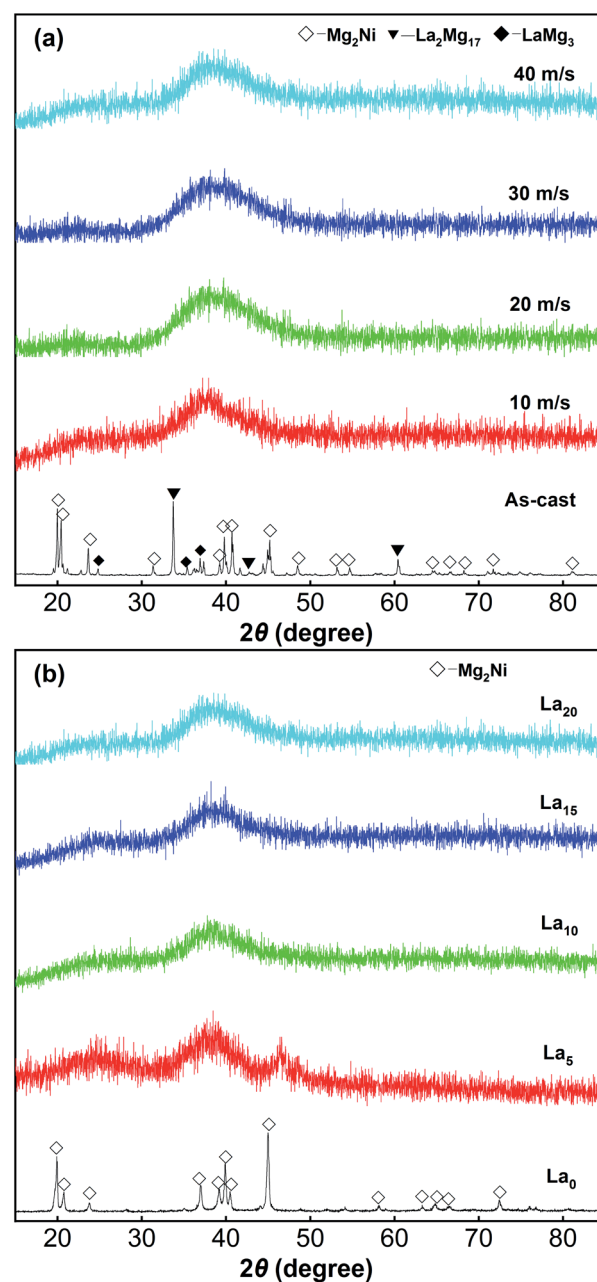 (a) ◇–Mg₂Ni ▼–La₂Mg₁₇ ◆–LaMg₃
40 m/s
30 m/s
20 m/s
10 m/s
As-cast
20 30 40 50 60 70 80
2θ (degree)
(b) ◇–Mg₂Ni
La₂₀
La₁₅
La₁₀
La₅
La₀
20 30 40 50 60 70 80
2θ (degree)